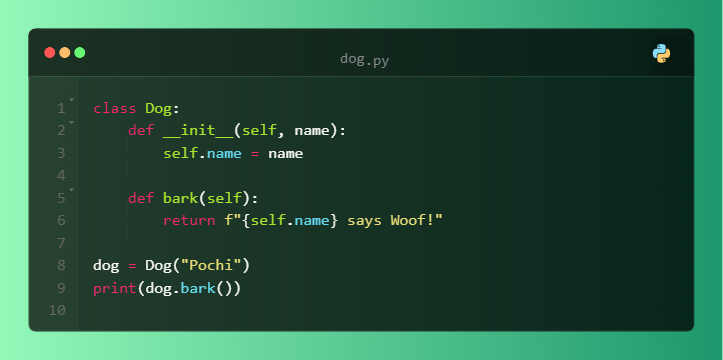 dog.py
1 class Dog:
2     def __init__(self, name):
3         self.name = name
4
5     def bark(self):
6         return f"{self.name} says Woof!"
7
8 dog = Dog("Pochi")
9 print(dog.bark())
10